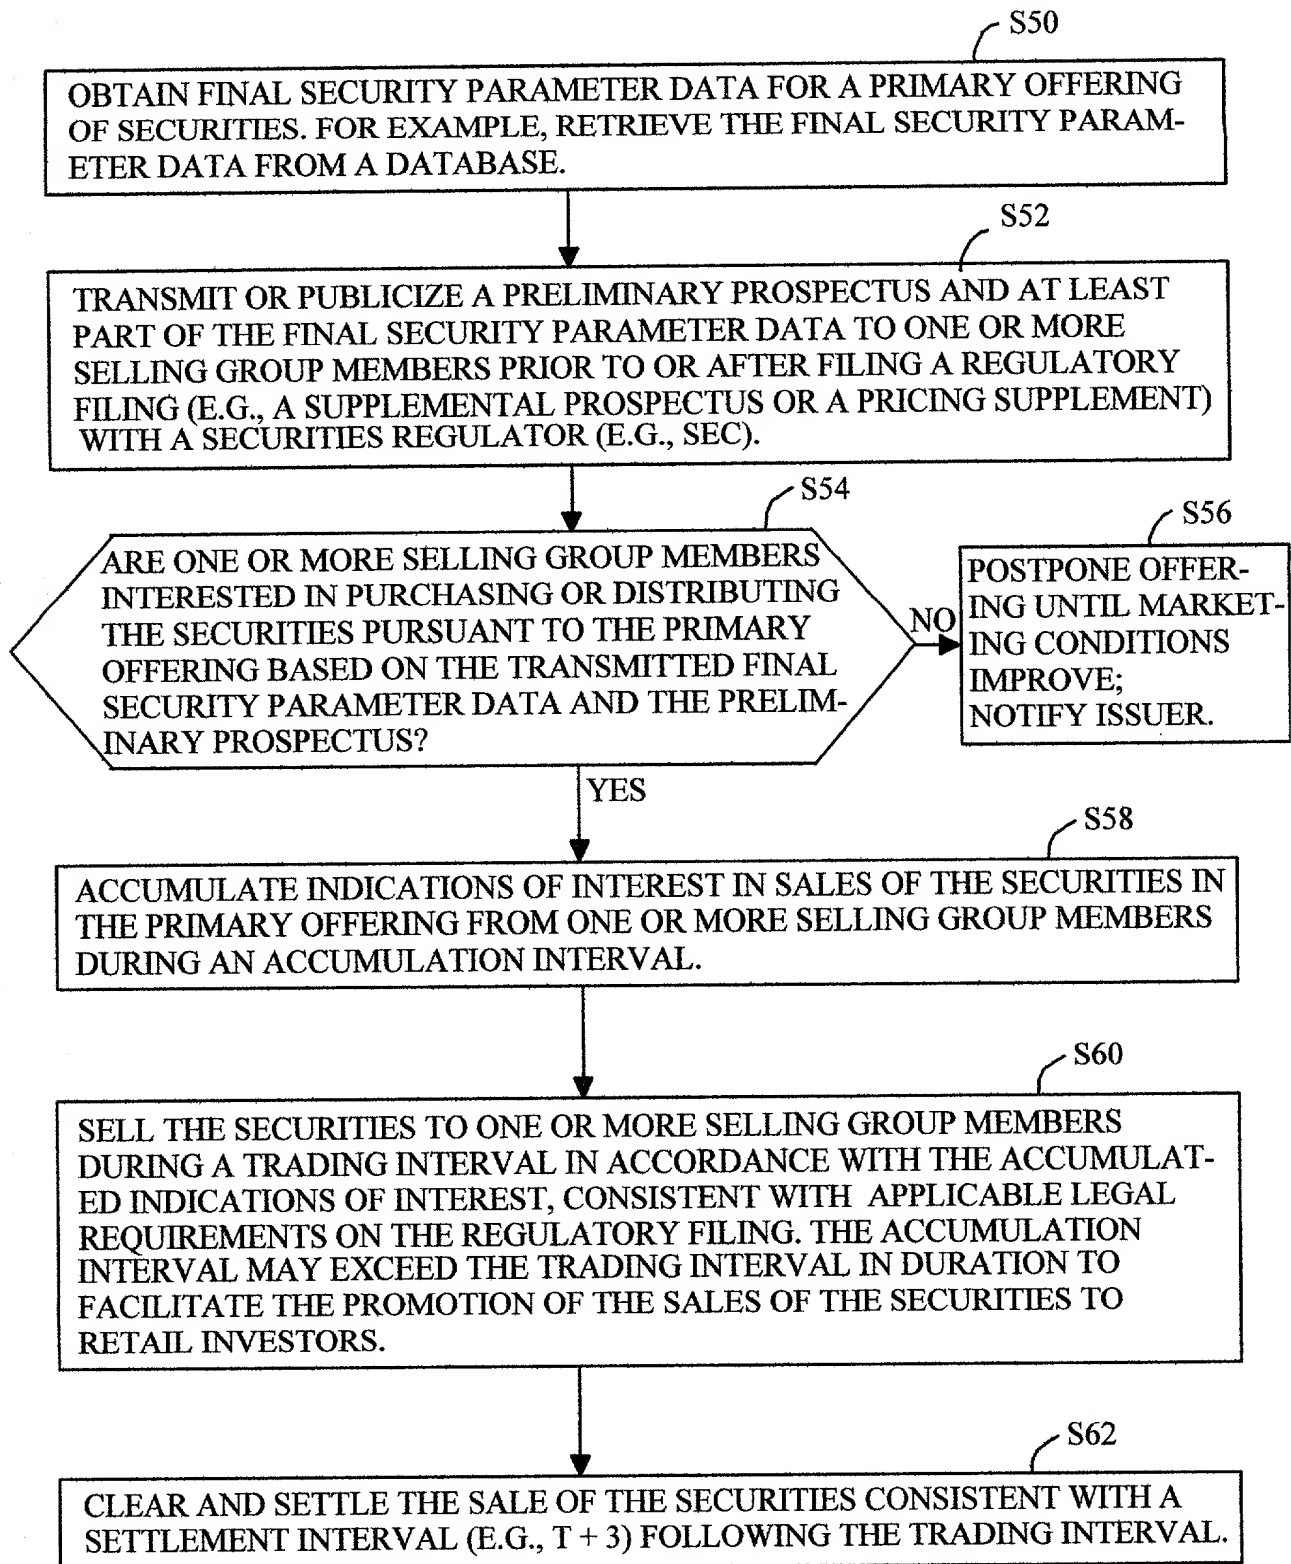 S50
OBTAIN FINAL SECURITY PARAMETER DATA FOR A PRIMARY OFFERING
OF SECURITIES. FOR EXAMPLE, RETRIEVE THE FINAL SECURITY PARAM-
ETER DATA FROM A DATABASE.
S52
TRANSMIT OR PUBLICIZE A PRELIMINARY PROSPECTUS AND AT LEAST
PART OF THE FINAL SECURITY PARAMETER DATA TO ONE OR MORE
SELLING GROUP MEMBERS PRIOR TO OR AFTER FILING A REGULATORY
FILING (E.G., A SUPPLEMENTAL PROSPECTUS OR A PRICING SUPPLEMENT)
WITH A SECURITIES REGULATOR (E.G., SEC).
S54
ARE ONE OR MORE SELLING GROUP MEMBERS
INTERESTED IN PURCHASING OR DISTRIBUTING
THE SECURITIES PURSUANT TO THE PRIMARY
OFFERING BASED ON THE TRANSMITTED FINAL
SECURITY PARAMETER DATA AND THE PRELIM-
INARY PROSPECTUS?
NO
S56
POSTPONE OFFER-
ING UNTIL MARKET-
ING CONDITIONS
IMPROVE;
NOTIFY ISSUER.
YES
S58
ACCUMULATE INDICATIONS OF INTEREST IN SALES OF THE SECURITIES IN
THE PRIMARY OFFERING FROM ONE OR MORE SELLING GROUP MEMBERS
DURING AN ACCUMULATION INTERVAL.
S60
SELL THE SECURITIES TO ONE OR MORE SELLING GROUP MEMBERS
DURING A TRADING INTERVAL IN ACCORDANCE WITH THE ACCUMULAT-
ED INDICATIONS OF INTEREST, CONSISTENT WITH APPLICABLE LEGAL
REQUIREMENTS ON THE REGULATORY FILING. THE ACCUMULATION
INTERVAL MAY EXCEED THE TRADING INTERVAL IN DURATION TO
FACILITATE THE PROMOTION OF THE SALES OF THE SECURITIES TO
RETAIL INVESTORS.
S62
CLEAR AND SETTLE THE SALE OF THE SECURITIES CONSISTENT WITH A
SETTLEMENT INTERVAL (E.G., T + 3) FOLLOWING THE TRADING INTERVAL.